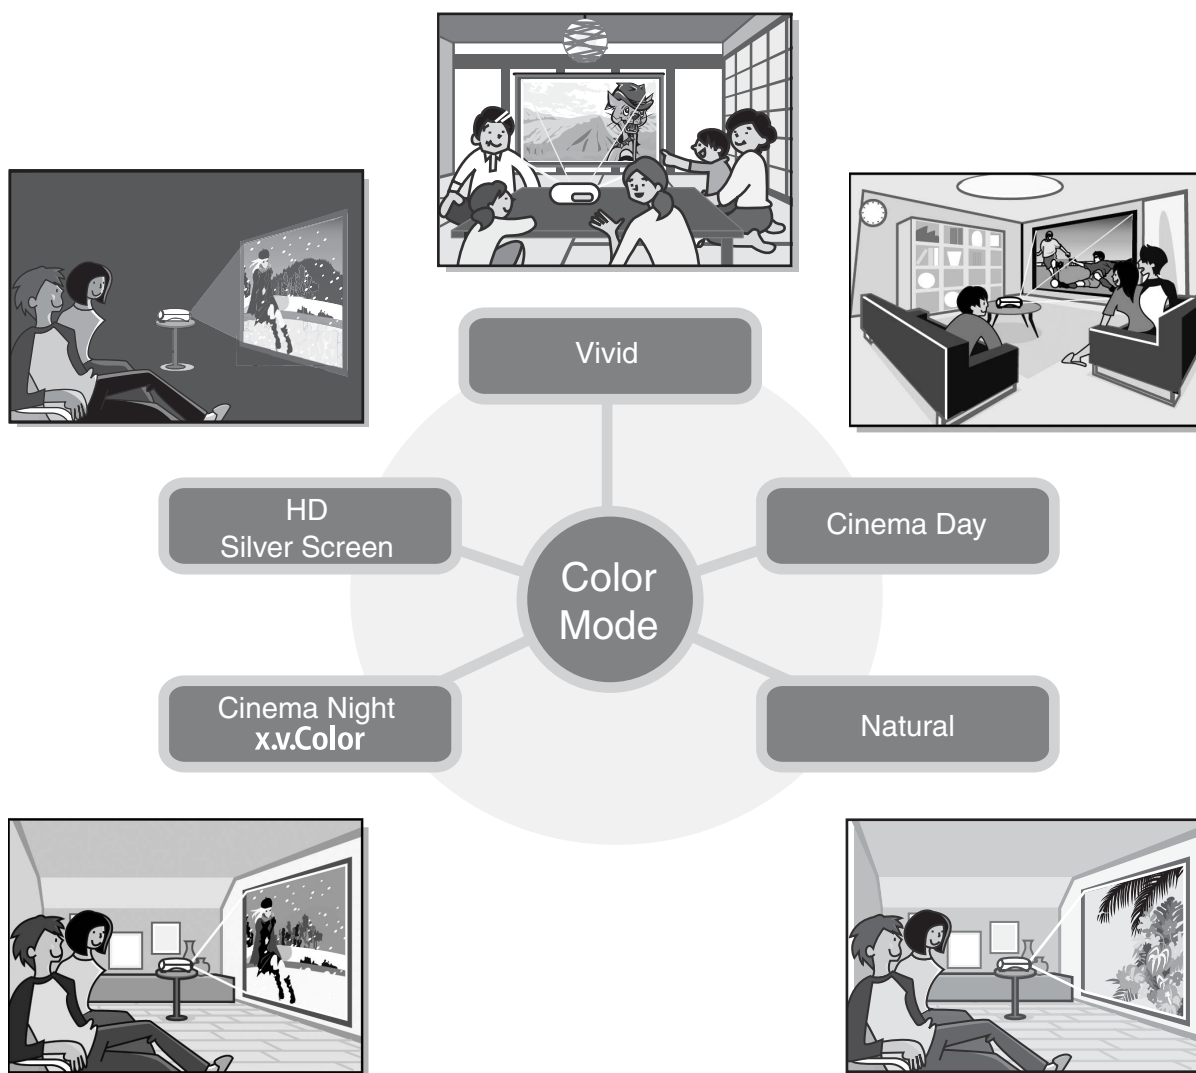 Vivid
HD
Silver Screen
Cinema Day
Color
Mode
Cinema Night
x.v.Color
Natural